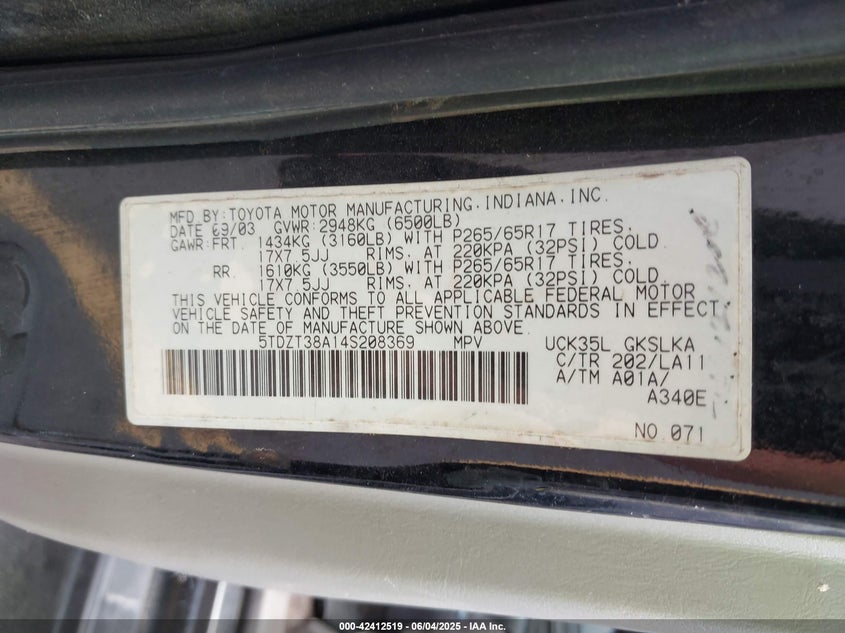 MFD.BY:TOYOTA MOTOR MANUFACTURING.INDIANA.INC.
DATE 09/03 GVWR:2948KG (6500LB)
GAWR:FRT. 1434KG (3160LB) WITH P265/65R17 TIRES,
17X7.5JJ RIMS, AT 220KPA (32PSI) COLD
RR. 1610KG (3550LB) WITH P265/65R17 TIRES,
17X7.5JJ RIMS, AT 220KPA (32PSI) COLD
THIS VEHICLE CONFORMS TO ALL APPLICABLE FEDERAL MOTOR
VEHICLE SAFETY AND THEFT PREVENTION STANDARDS IN EFFECT
ON THE DATE OF MANUFACTURE SHOWN ABOVE.
5TDZT38A14S208369 MPV UCK35L GKSLKA
C/TR 202/LA11
A/TM A01A/
A340E
NO.071
000-42412519 - 06/04/2025 - IAA Inc.